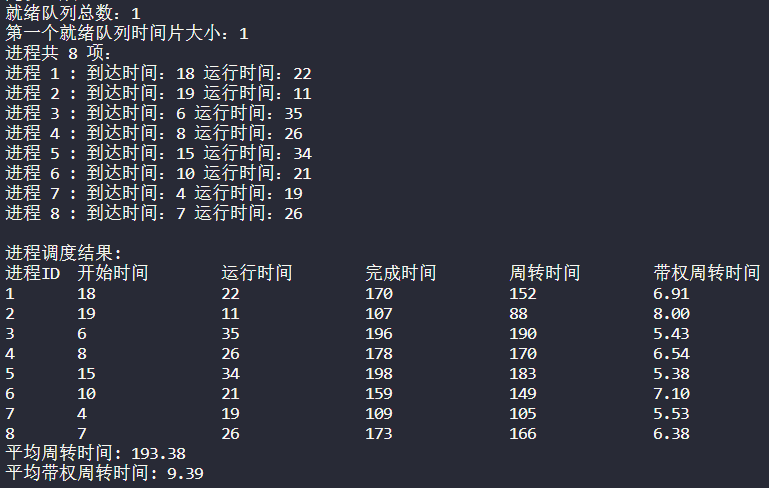 就绪队列总数：1
第一个就绪队列时间片大小：1
进程共 8 项：
进程 1 : 到达时间：18 运行时间：22
进程 2 : 到达时间：19 运行时间：11
进程 3 : 到达时间：6 运行时间：35
进程 4 : 到达时间：8 运行时间：26
进程 5 : 到达时间：15 运行时间：34
进程 6 : 到达时间：10 运行时间：21
进程 7 : 到达时间：4 运行时间：19
进程 8 : 到达时间：7 运行时间：26
进程调度结果:
进程ID 开始时间 运行时间 完成时间 周转时间 带权周转时间
1 18 22 170 152 6.91
2 19 11 107 88 8.00
3 6 35 196 190 5.43
4 8 26 178 170 6.54
5 15 34 198 183 5.38
6 10 21 159 149 7.10
7 4 19 109 105 5.53
8 7 26 173 166 6.38
平均周转时间: 193.38
平均带权周转时间: 9.39